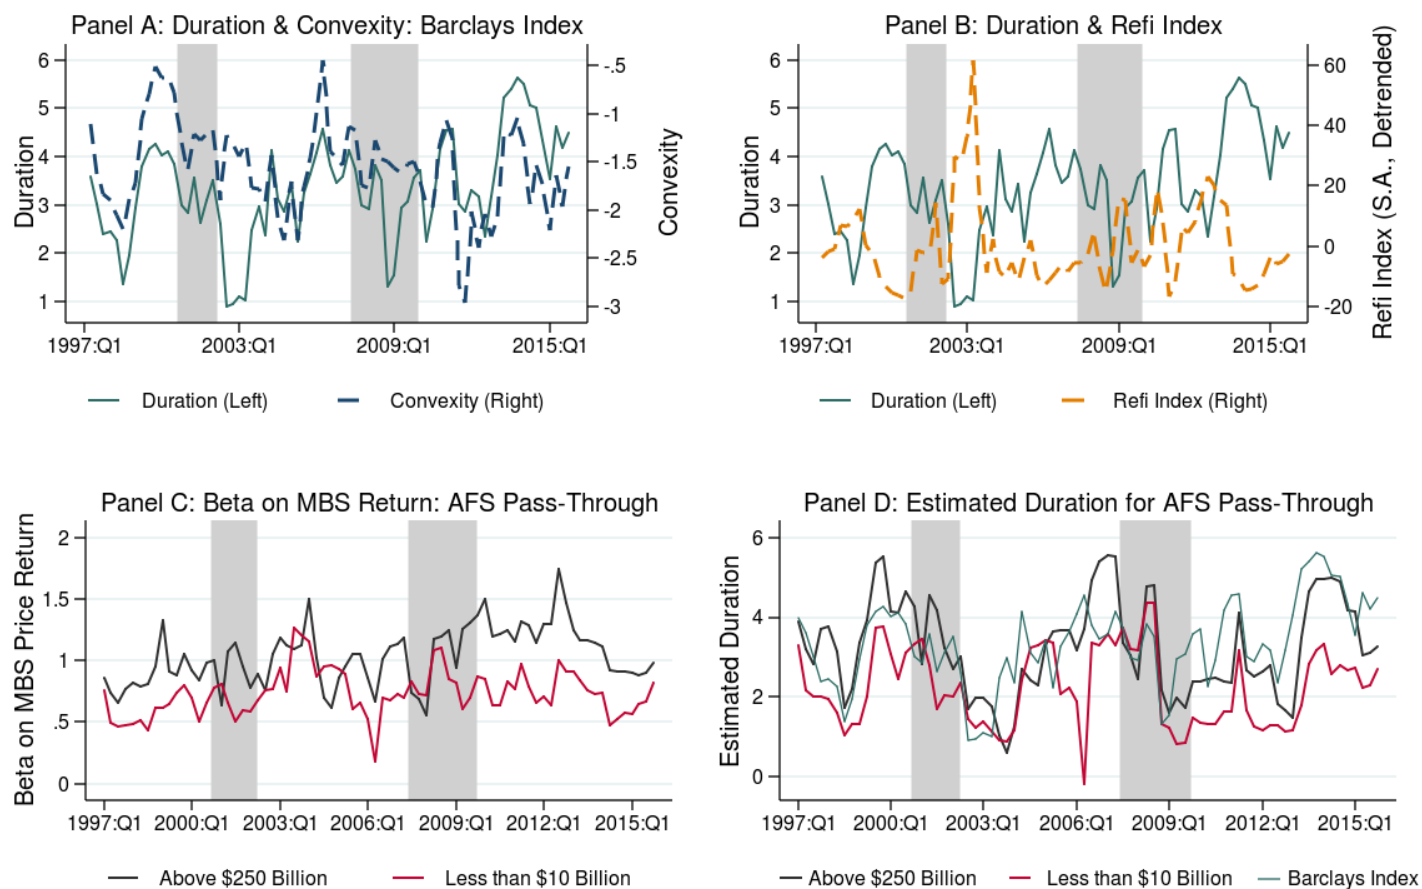 Panel A: Duration & Convexity: Barclays Index
6
5
4
3
2
1
Duration
-.5
-1
-1.5
-2
-2.5
-3
Convexity
1997:Q1 2003:Q1 2009:Q1 2015:Q1
Duration (Left) Convexity (Right)
Panel B: Duration & Refi Index
6
5
4
3
2
1
Duration
60
40
20
0
-20
Refi Index (S.A., Detrended)
1997:Q1 2003:Q1 2009:Q1 2015:Q1
Duration (Left) Refi Index (Right)
Panel C: Beta on MBS Return: AFS Pass-Through
2
1.5
1
.5
0
Beta on MBS Price Return
1997:Q1 2000:Q1 2003:Q1 2006:Q1 2009:Q1 2012:Q1 2015:Q1
Above $250 Billion Less than $10 Billion
Panel D: Estimated Duration for AFS Pass-Through
6
4
2
0
Estimated Duration
1997:Q1 2000:Q1 2003:Q1 2006:Q1 2009:Q1 2012:Q1 2015:Q1
Above $250 Billion Less than $10 Billion Barclays Index